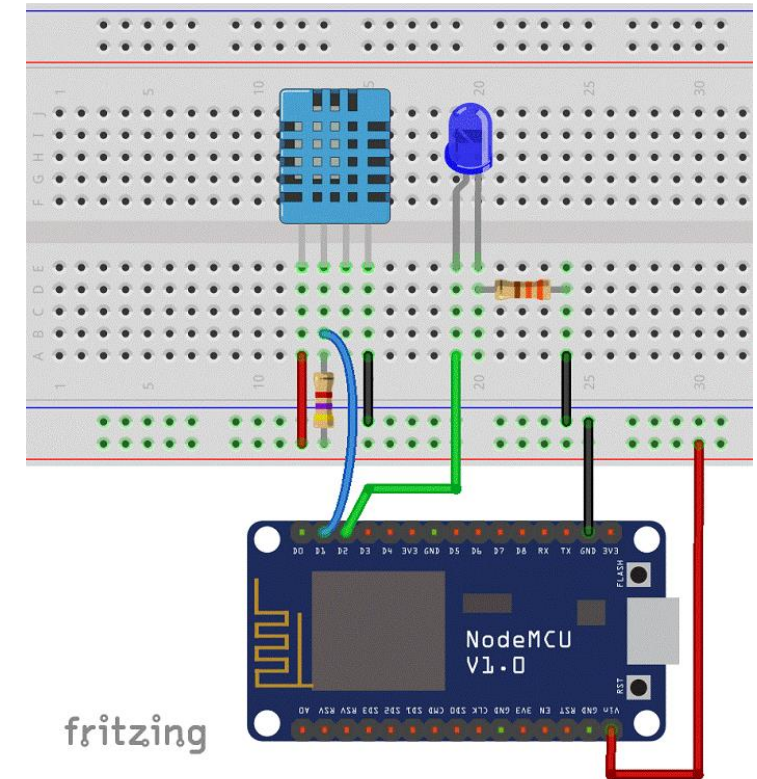 1 5 10 15 20 25 30
J
I
H
G
F
E
D
C
B
A
1 5 20 25 30
10
D0 D1 D2 D3 D4 3V3 GND D5 D6 D7 D8 RX TX GND 3V3
FLASH
NodeMCU
V1.0
RST
A0 RSV RSV SD3 SD2 SD1 CMD SD0 CLK GND 3V3 EN RST GND Vin
fritzing